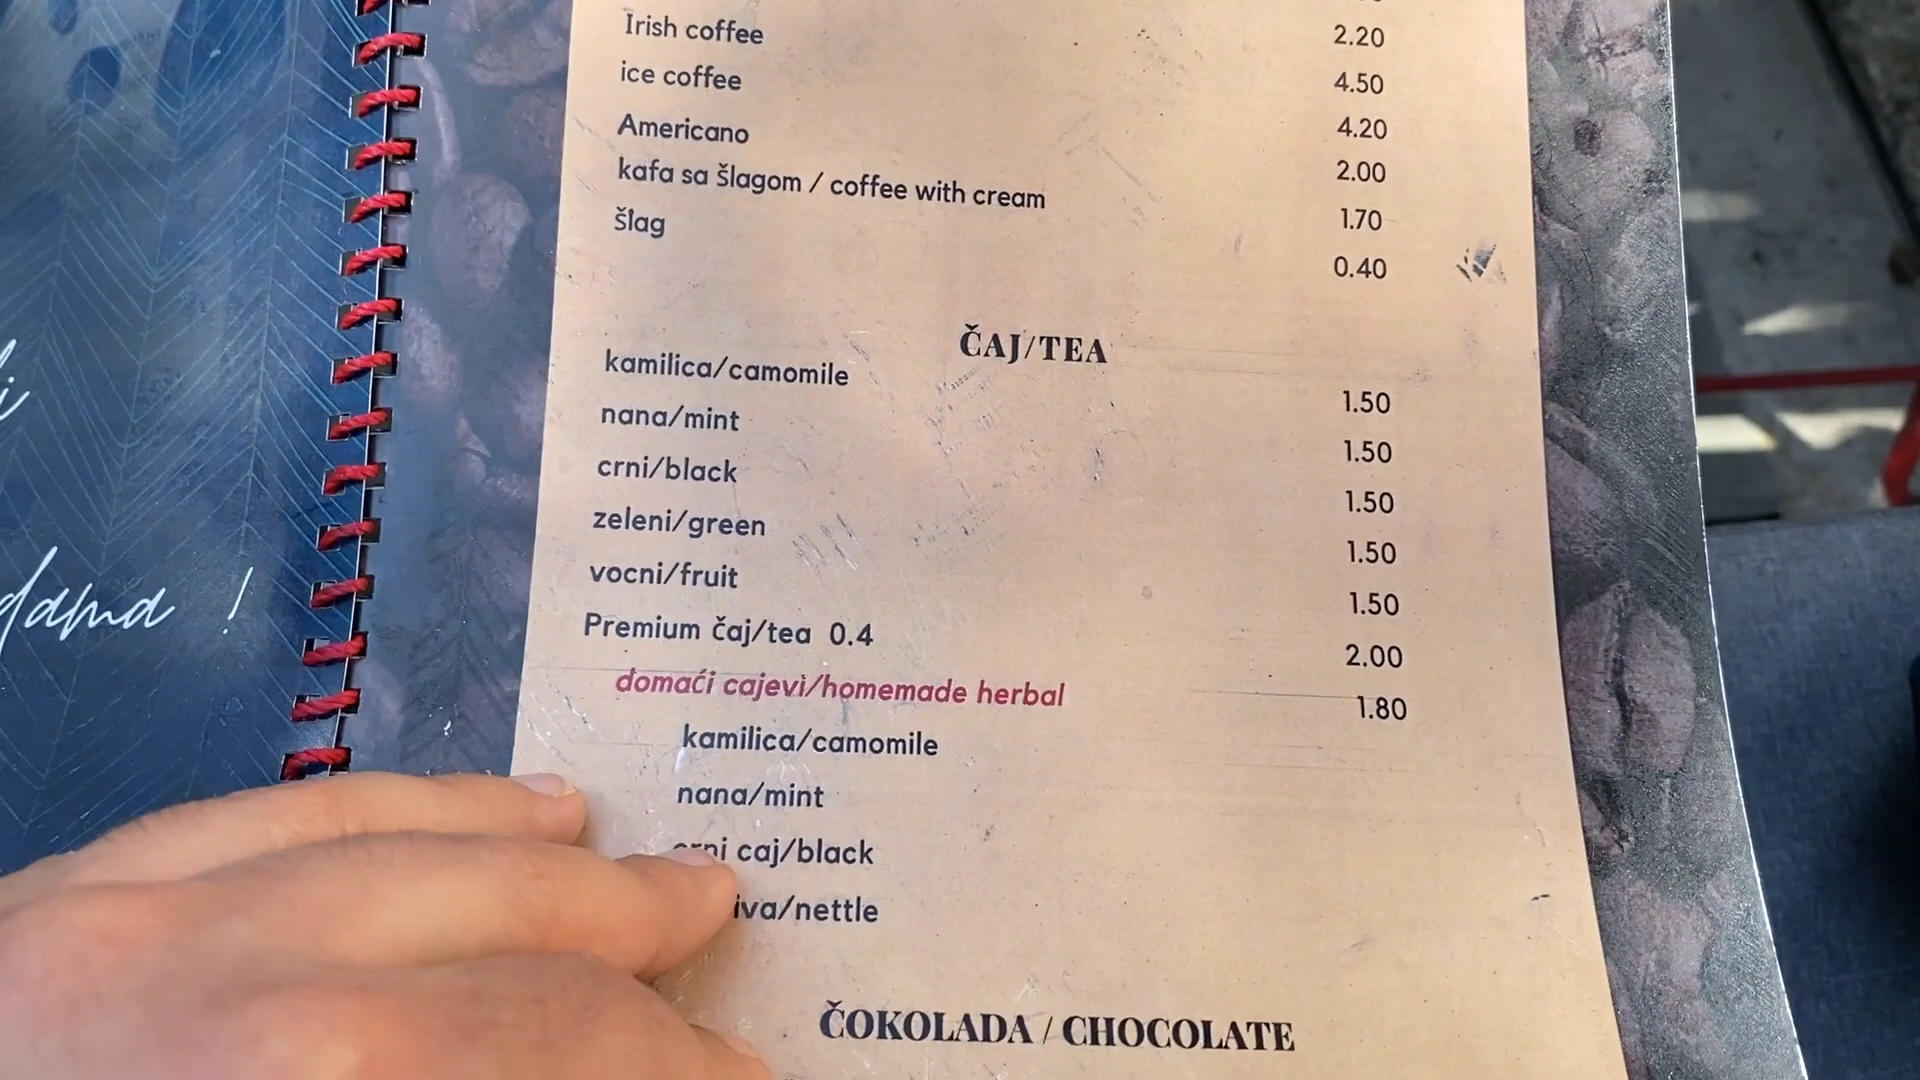 2.20
Irish coffee 4.50
ice coffee 4.20
Americano 2.00
kafa sa šlagom / coffee with cream 1.70
šlag 0.40
ČAJ/TEA
kamilica/camomile 1.50
nana/mint 1.50
crni/black 1.50
zeleni/green 1.50
vocni/fruit 1.50
Premium čaj/tea 0.4 2.00
domaći cajevi/homemade herbal 1.80
kamilica/camomile
nana/mint
crni caj/black
iva/nettle
ČOKOLADA / CHOCOLATE